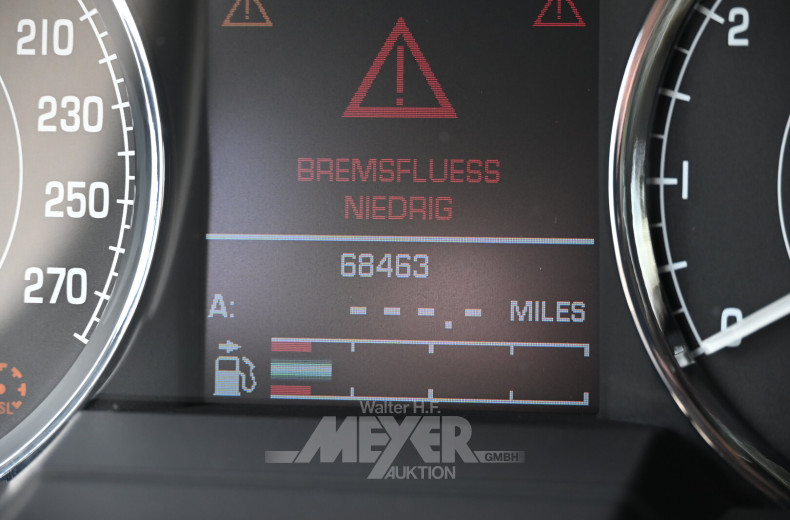 210
230
250
270
BREMSFLUESS
NIEDRIG
68463
A: ---.- MILES
2
1
0
Walter H.F.
MEYER
GMBH
AUKTION